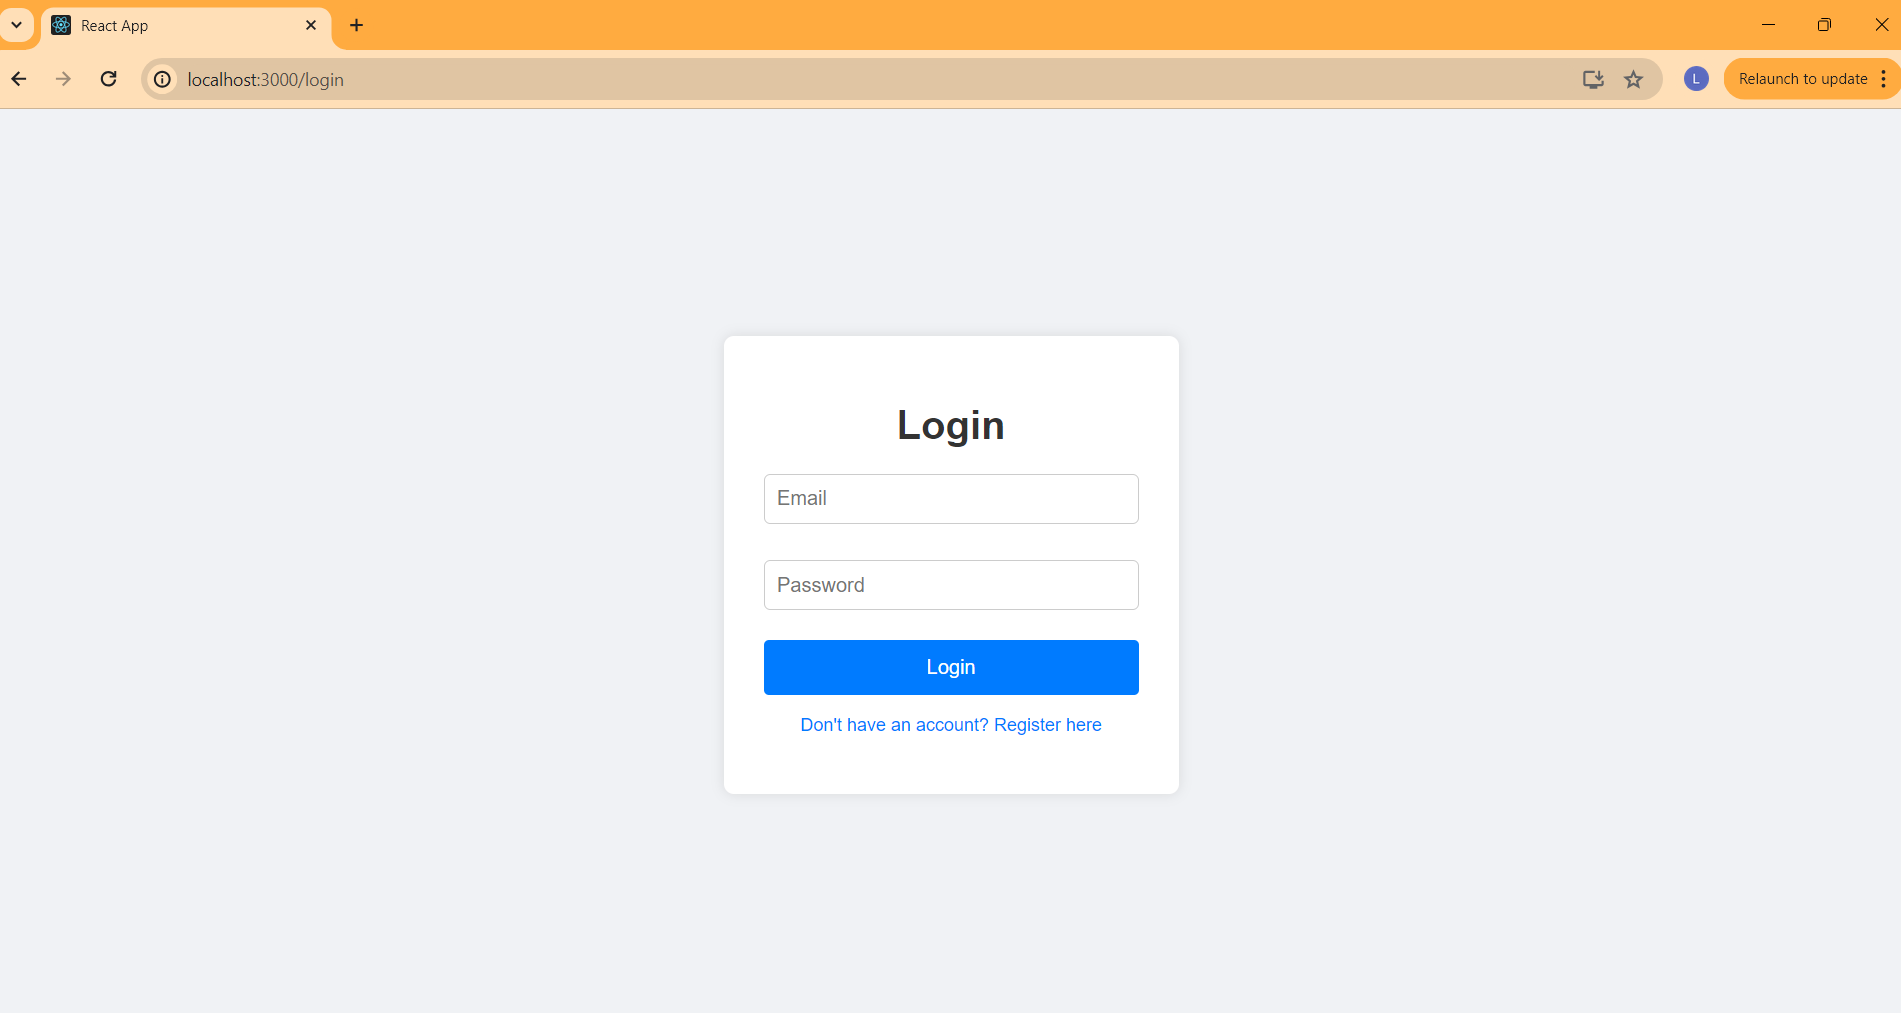 React App
localhost:3000/login
L
Relaunch to update
Login
Email
Password
Login
Don't have an account? Register here